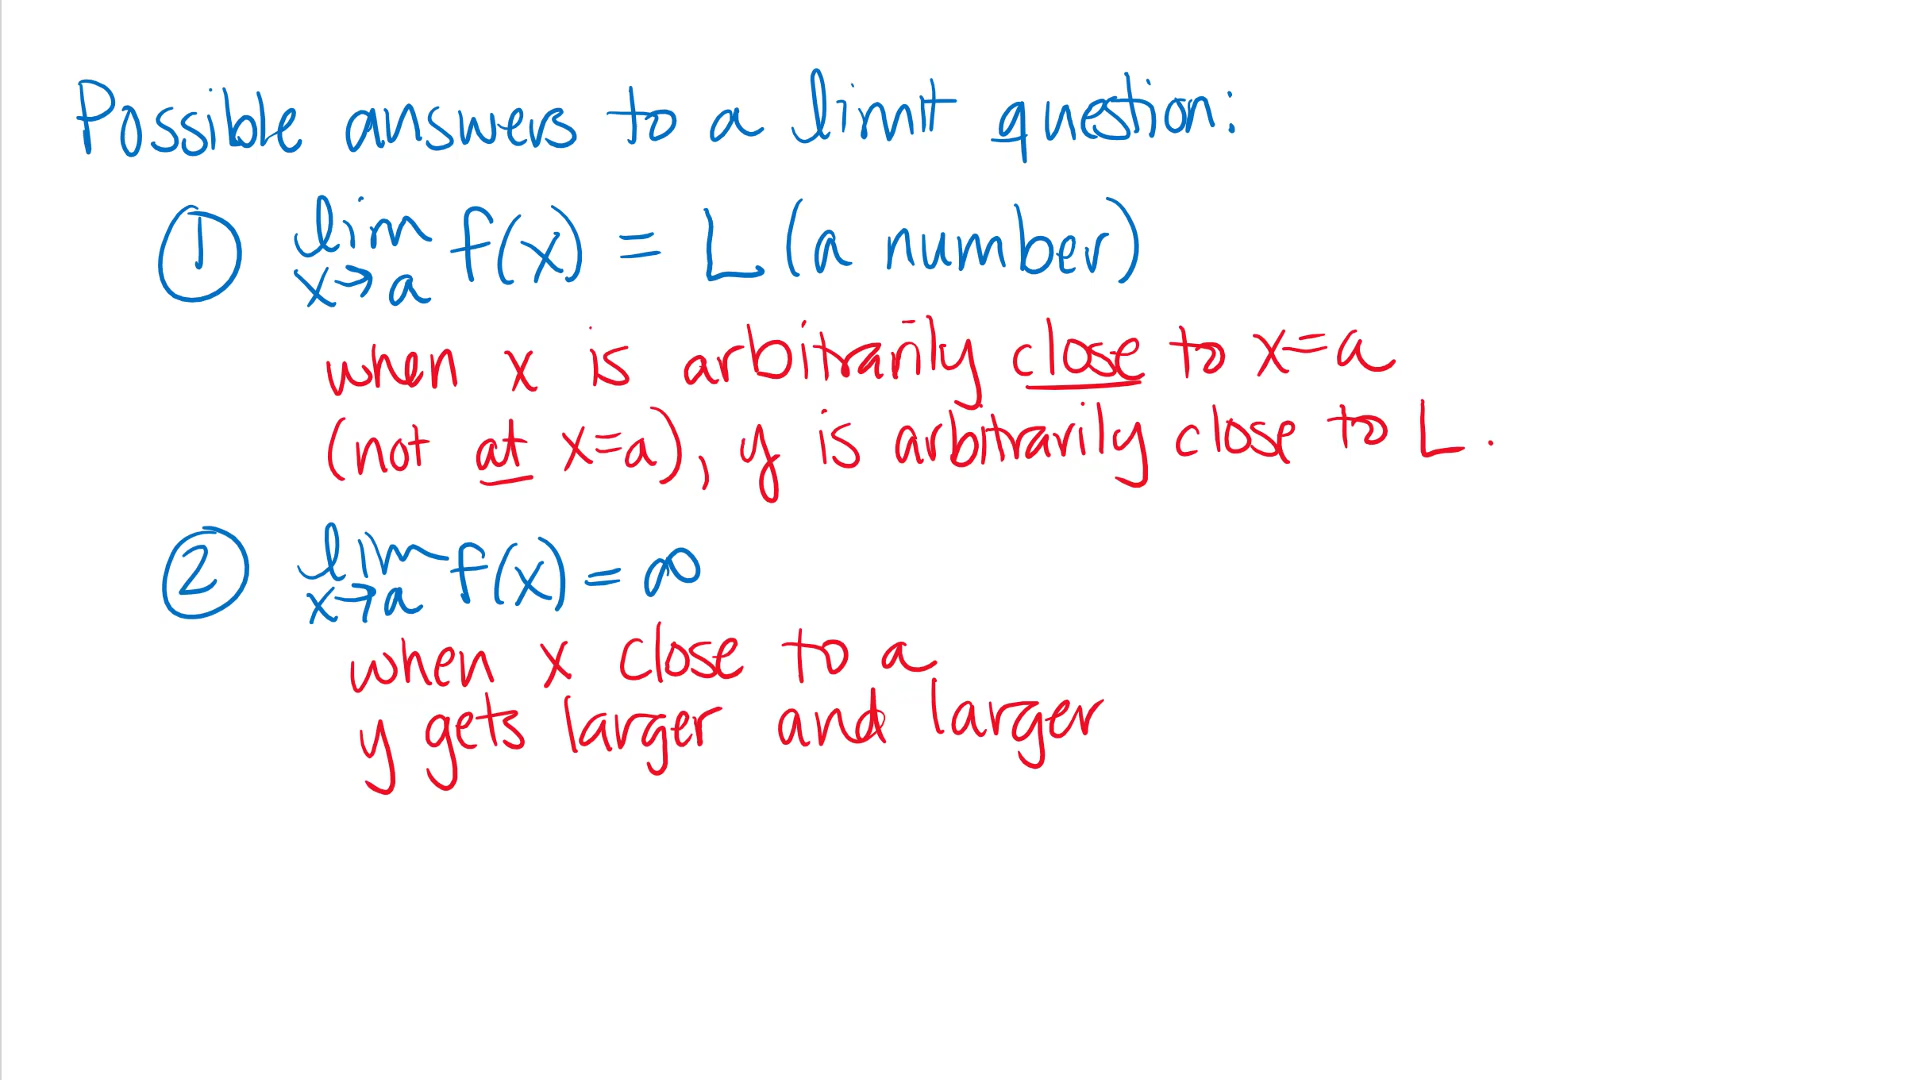 Possible answers to a limit question:
① lim x→a f(x) = L (a number)
when x is arbitrarily close to x=a
(not at x=a), y is arbitrarily close to L.
② lim x→a f(x) = ∞
when x close to a
y gets larger and larger